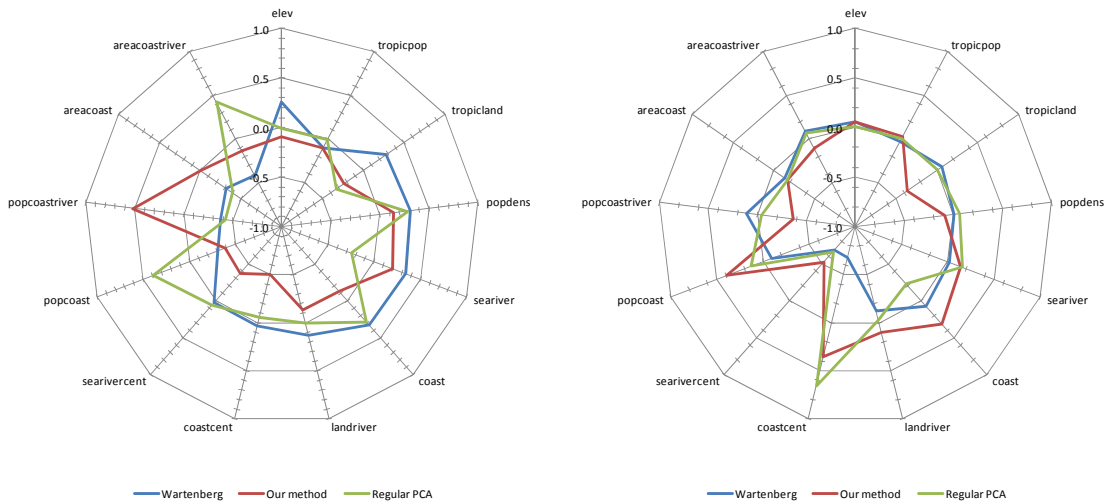 elev
tropicpop
tropicland
popdens
seariver
coast
landriver
coastcent
searivercent
popcoast
popcoastriver
areacoast
areacoastriver
1.0
0.5
0.0
-0.5
-1.0
Wartenberg Our method Regular PCA
elev
tropicpop
tropicland
popdens
seariver
coast
landriver
coastcent
searivercent
popcoast
popcoastriver
areacoast
areacoastriver
1.0
0.5
0.0
-0.5
-1.0
Wartenberg Our method Regular PCA